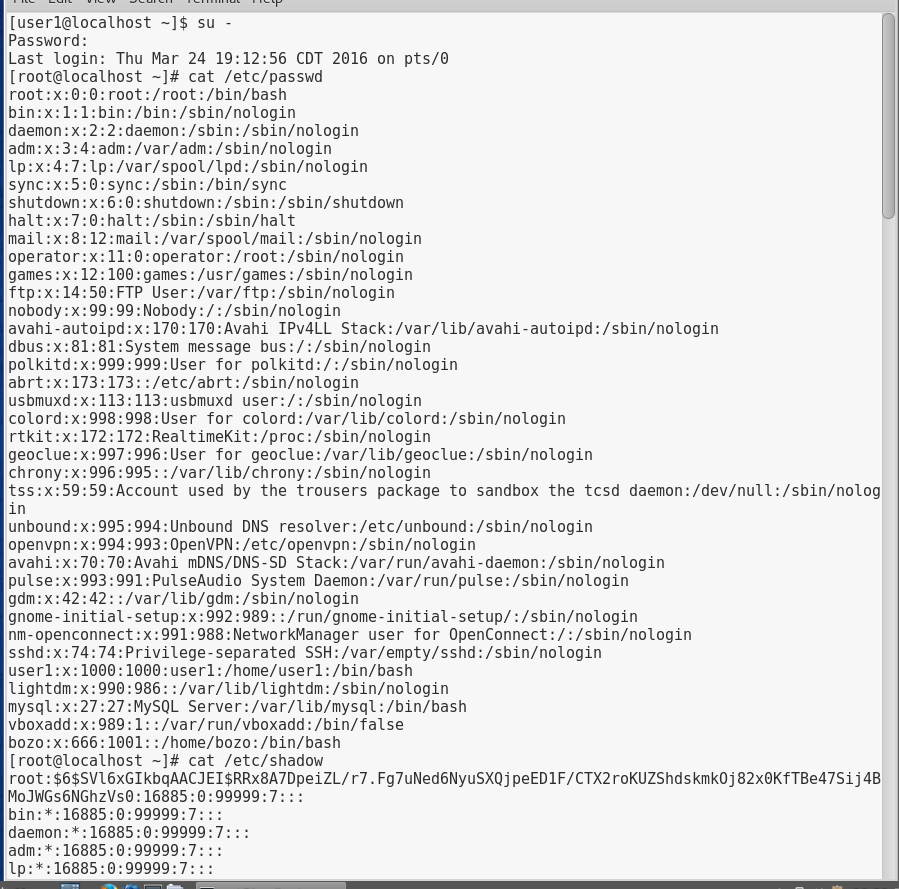 File Edit View Search Terminal Help
[user1@localhost ~]$ su -
Password:
Last login: Thu Mar 24 19:12:56 CDT 2016 on pts/0
[root@localhost ~]# cat /etc/passwd
root:x:0:0:root:/root:/bin/bash
bin:x:1:1:bin:/bin:/sbin/nologin
daemon:x:2:2:daemon:/sbin:/sbin/nologin
adm:x:3:4:adm:/var/adm:/sbin/nologin
lp:x:4:7:lp:/var/spool/lpd:/sbin/nologin
sync:x:5:0:sync:/sbin:/bin/sync
shutdown:x:6:0:shutdown:/sbin:/sbin/shutdown
halt:x:7:0:halt:/sbin:/sbin/halt
mail:x:8:12:mail:/var/spool/mail:/sbin/nologin
operator:x:11:0:operator:/root:/sbin/nologin
games:x:12:100:games:/usr/games:/sbin/nologin
ftp:x:14:50:FTP User:/var/ftp:/sbin/nologin
nobody:x:99:99:Nobody:/:/sbin/nologin
avahi-autoipd:x:170:170:Avahi IPv4LL Stack:/var/lib/avahi-autoipd:/sbin/nologin
dbus:x:81:81:System message bus:/:/sbin/nologin
polkitd:x:999:999:User for polkitd:/:/sbin/nologin
abrt:x:173:173::/etc/abrt:/sbin/nologin
usbmuxd:x:113:113:usbmuxd user:/:/sbin/nologin
colord:x:998:998:User for colord:/var/lib/colord:/sbin/nologin
rtkit:x:172:172:RealtimeKit:/proc:/sbin/nologin
geoclue:x:997:996:User for geoclue:/var/lib/geoclue:/sbin/nologin
chrony:x:996:995::/var/lib/chrony:/sbin/nologin
tss:x:59:59:Account used by the trousers package to sandbox the tcsd daemon:/dev/null:/sbin/nolog
in
unbound:x:995:994:Unbound DNS resolver:/etc/unbound:/sbin/nologin
openvpn:x:994:993:OpenVPN:/etc/openvpn:/sbin/nologin
avahi:x:70:70:Avahi mDNS/DNS-SD Stack:/var/run/avahi-daemon:/sbin/nologin
pulse:x:993:991:PulseAudio System Daemon:/var/run/pulse:/sbin/nologin
gdm:x:42:42::/var/lib/gdm:/sbin/nologin
gnome-initial-setup:x:992:989::/run/gnome-initial-setup/:/sbin/nologin
nm-openconnect:x:991:988:NetworkManager user for OpenConnect:/:/sbin/nologin
sshd:x:74:74:Privilege-separated SSH:/var/empty/sshd:/sbin/nologin
user1:x:1000:1000:user1:/home/user1:/bin/bash
lightdm:x:990:986::/var/lib/lightdm:/sbin/nologin
mysql:x:27:27:MySQL Server:/var/lib/mysql:/bin/bash
vboxadd:x:989:1::/var/run/vboxadd:/bin/false
bozo:x:666:1001::/home/bozo:/bin/bash
[root@localhost ~]# cat /etc/shadow
root:$6$SVl6xGIkbqAACJEI$RRx8A7DpeiZL/r7.Fg7uNed6NyuSXQjpeED1F/CTX2roKUZShdskmkOj82x0KfTBe47Sij4B
MoJWGs6NGhzVs0:16885:0:99999:7:::
bin:*:16885:0:99999:7:::
daemon:*:16885:0:99999:7:::
adm:*:16885:0:99999:7:::
lp:*:16885:0:99999:7:::